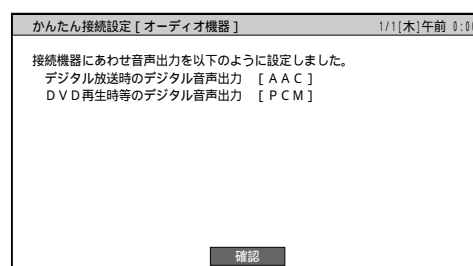 かんたん接続設定［オーディオ機器］ 1/1[木]午前 0:00
接続機器にあわせ音声出力を以下のように設定しました。
デジタル放送時のデジタル音声出力 ［ＡＡＣ］
ＤＶＤ再生時等のデジタル音声出力 ［ＰＣＭ］
確認